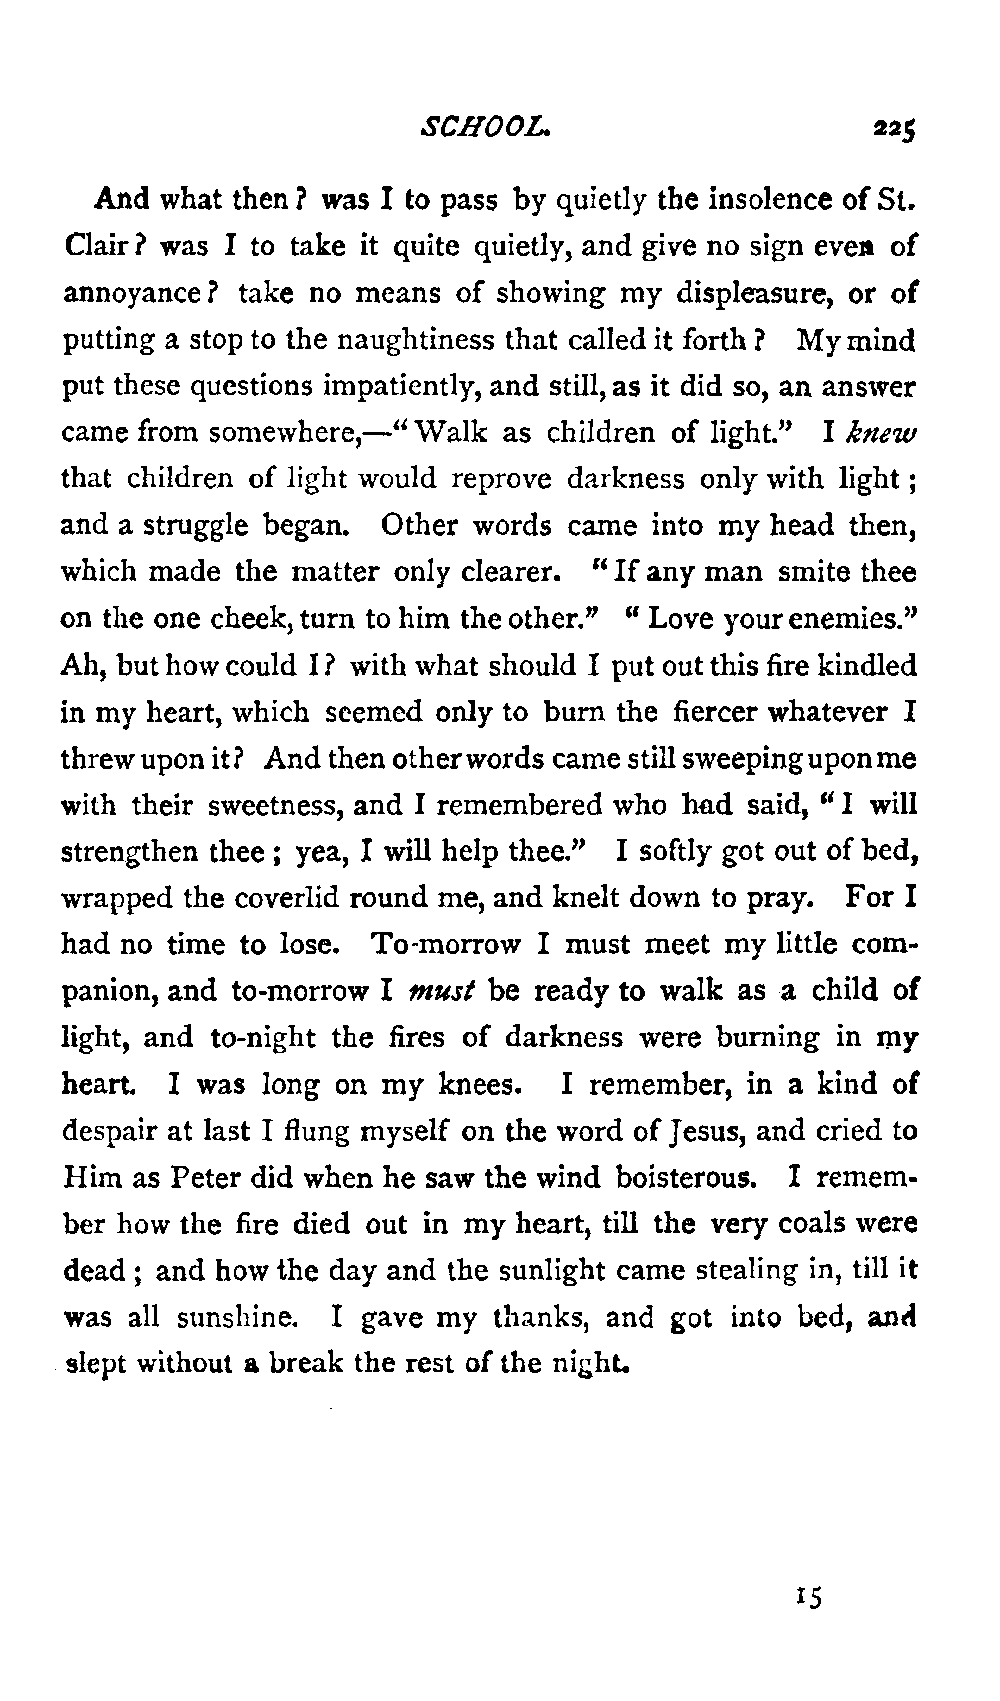 SCHOOL. 225
And what then? was I to pass by quietly the insolence of St.
Clair? was I to take it quite quietly, and give no sign even of
annoyance? take no means of showing my displeasure, or of
putting a stop to the naughtiness that called it forth? My mind
put these questions impatiently, and still, as it did so, an answer
came from somewhere,—"Walk as children of light." I knew
that children of light would reprove darkness only with light;
and a struggle began. Other words came into my head then,
which made the matter only clearer. "If any man smite thee
on the one cheek, turn to him the other." "Love your enemies."
Ah, but how could I? with what should I put out this fire kindled
in my heart, which seemed only to burn the fiercer whatever I
threw upon it? And then other words came still sweeping upon me
with their sweetness, and I remembered who had said, "I will
strengthen thee; yea, I will help thee." I softly got out of bed,
wrapped the coverlid round me, and knelt down to pray. For I
had no time to lose. To-morrow I must meet my little com-
panion, and to-morrow I must be ready to walk as a child of
light, and to-night the fires of darkness were burning in my
heart. I was long on my knees. I remember, in a kind of
despair at last I flung myself on the word of Jesus, and cried to
Him as Peter did when he saw the wind boisterous. I remem-
ber how the fire died out in my heart, till the very coals were
dead; and how the day and the sunlight came stealing in, till it
was all sunshine. I gave my thanks, and got into bed, and
slept without a break the rest of the night.
15